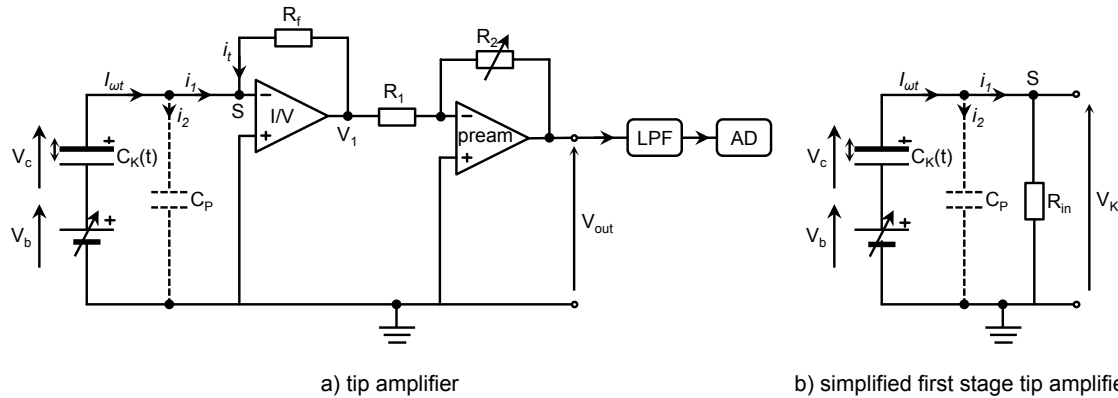 R_f
R_2
i_t
I_ωt
i_1
S
−
I/V
+
V_1
R_1
−
pream
+
LPF
AD
i_2
V_c
+
C_K(t)
C_P
V_b
+
V_out
I_ωt
i_1
S
i_2
V_c
+
C_K(t)
C_P
R_in
V_K
V_b
+
a) tip amplifier
b) simplified first stage tip amplifie